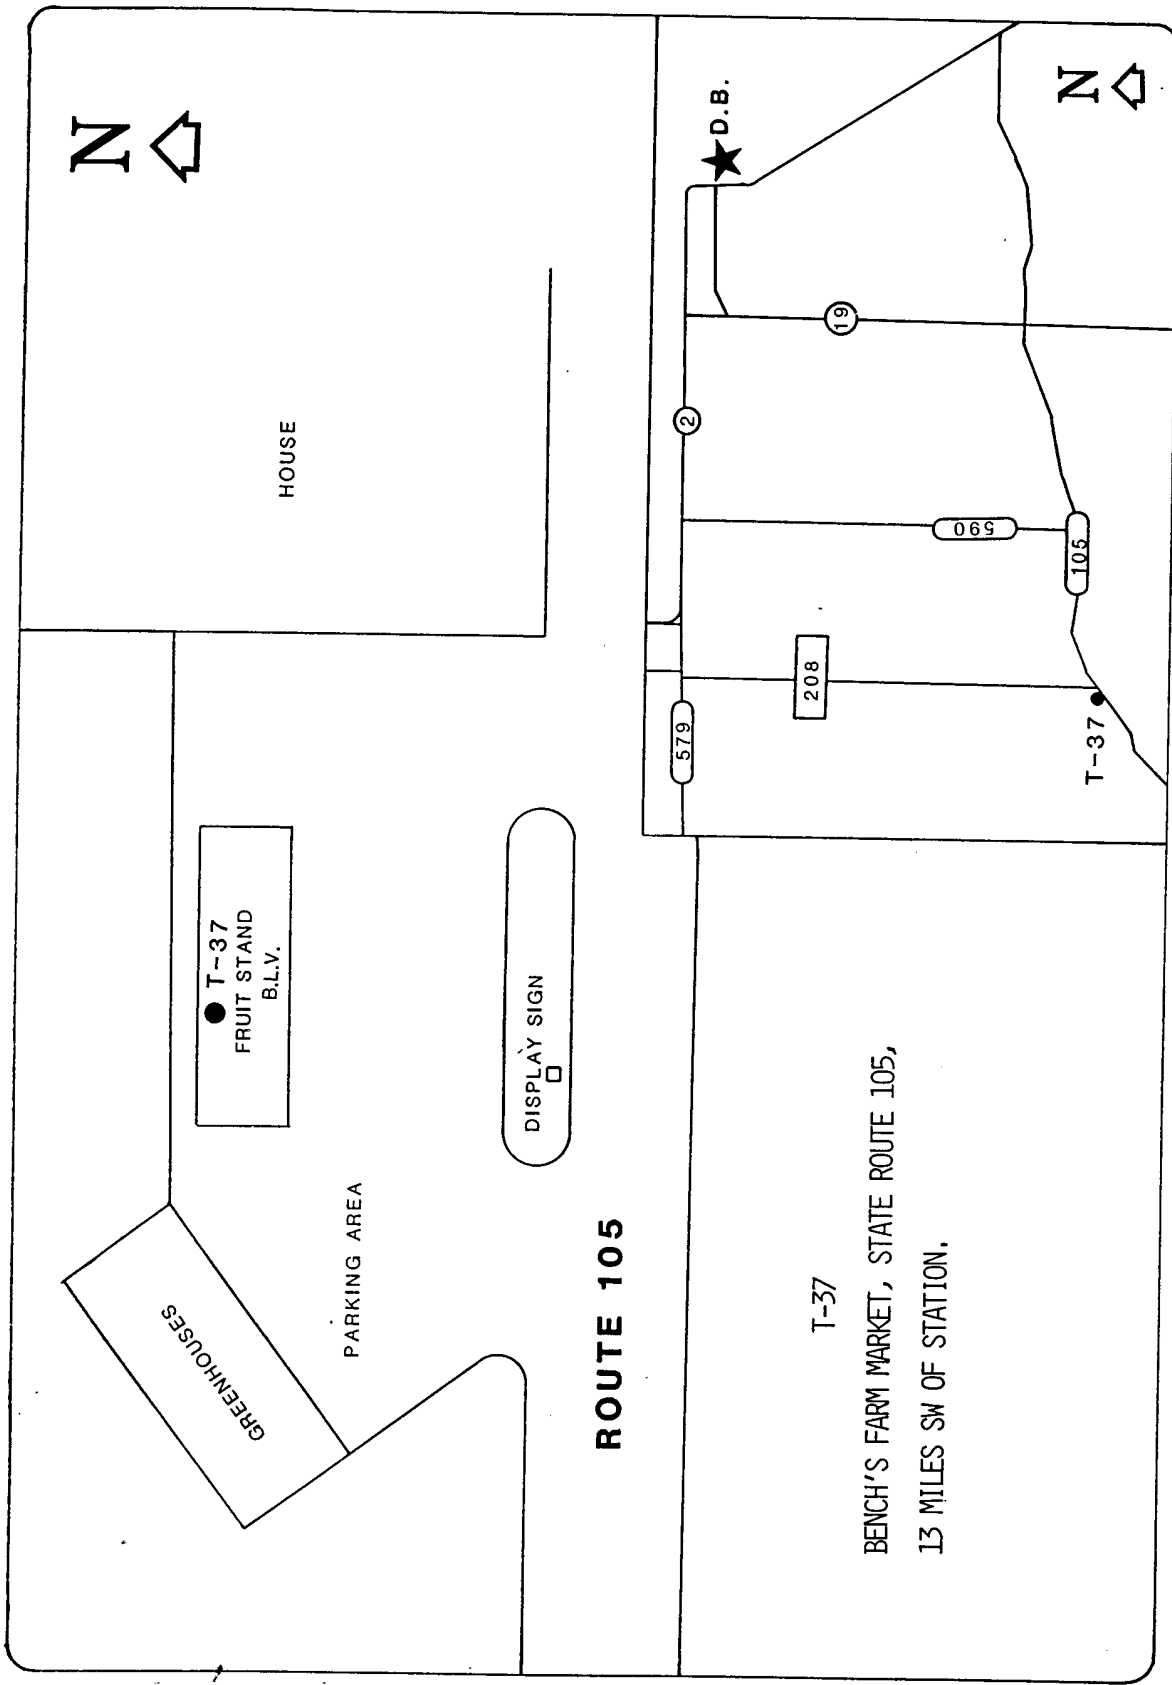 N
HOUSE
GREENHOUSES
T-37
FRUIT STAND
B.L.V.
PARKING AREA
DISPLAY SIGN
ROUTE 105
T-37
BENCH'S FARM MARKET, STATE ROUTE 105,
13 MILES SW OF STATION.
D.B.
2
19
579
208
590
105
T-37
N